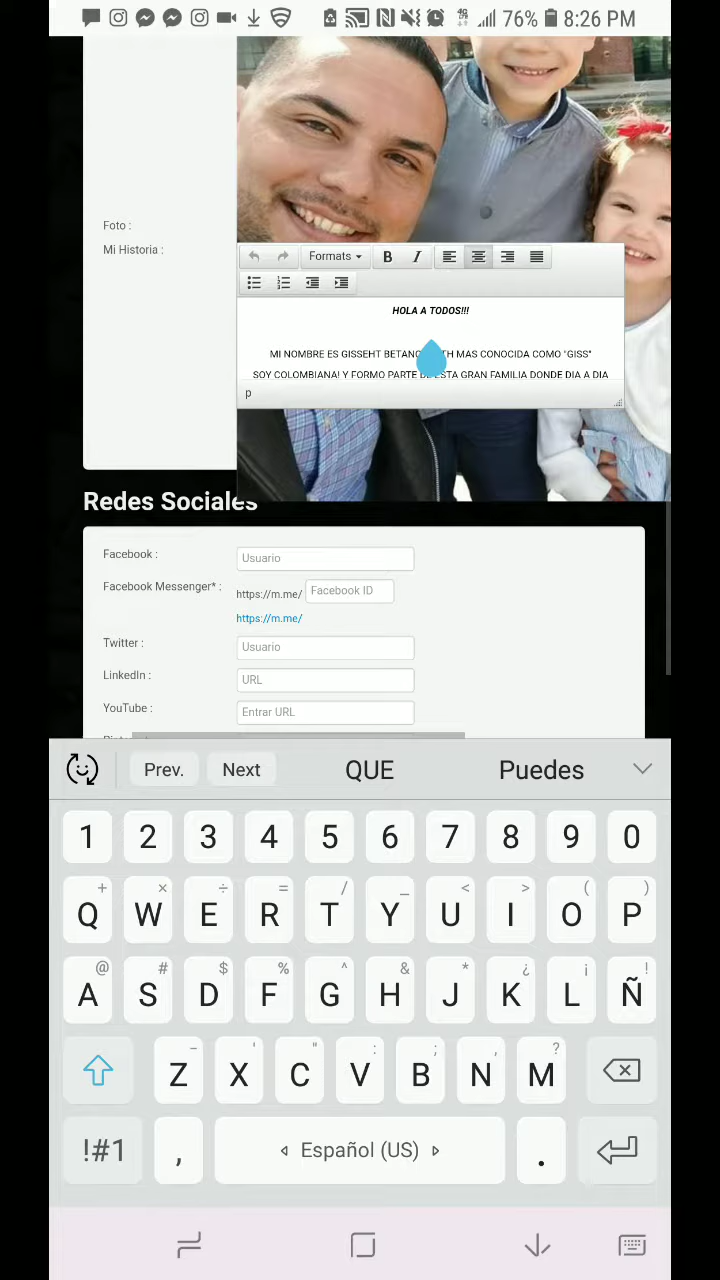 76% 8:26 PM
Foto :
Mi Historia :
Formats B I
HOLA A TODOS!!!
MI NOMBRE ES GISSEHT MAS CONOCIDA COMO "GISS"
SOY COLOMBIANA! Y FORMO PARTE DE ESTA GRAN FAMILIA DONDE DIA A DIA
p
Redes Sociales
Facebook : Usuario
Facebook Messenger* : https://m.me/ Facebook ID
https://m.me/
Twitter : Usuario
LinkedIn : URL
YouTube : Entrar URL
Prev. Next QUE Puedes
1 2 3 4 5 6 7 8 9 0
+ × ÷ = / _ < > ( )
Q W E R T Y U I O P
@ # $ % ^ & * ¿ ¡ !
A S D F G H J K L Ñ
- ' " : ; , ?
Z X C V B N M
!#1 , Español (US) .